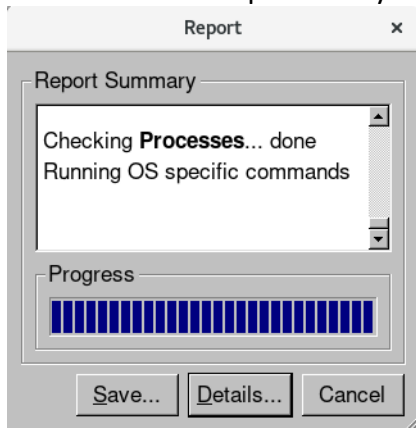 Report
Report Summary
Checking Processes... done
Running OS specific commands
Progress
Save... Details... Cancel